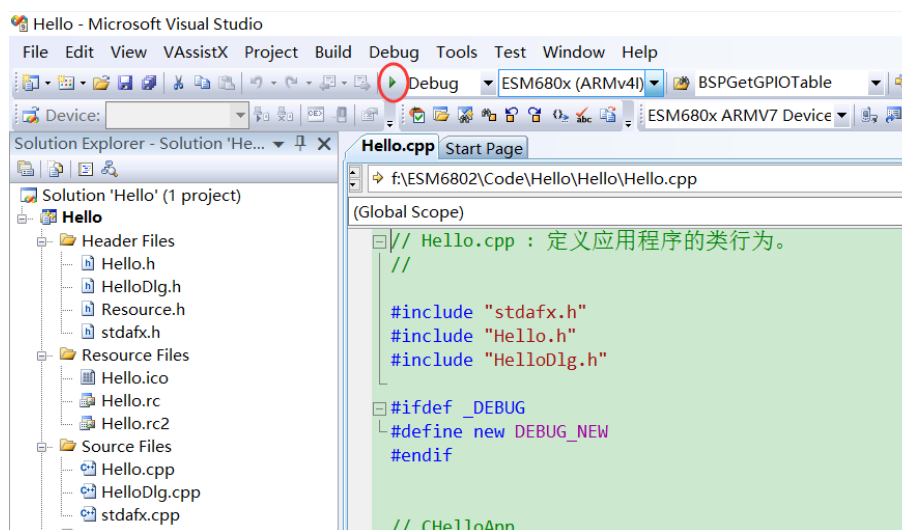 Hello - Microsoft Visual Studio
File Edit View VAssistX Project Build Debug Tools Test Window Help
Debug ESM680x (ARMv4I) BSPGetGPIOTable
Device: ESM680x ARMV7 Device
Solution Explorer - Solution 'He...
Hello.cpp Start Page
f:\ESM6802\Code\Hello\Hello\Hello.cpp
(Global Scope)
Solution 'Hello' (1 project)
Hello
Header Files
Hello.h
HelloDlg.h
Resource.h
stdafx.h
Resource Files
Hello.ico
Hello.rc
Hello.rc2
Source Files
Hello.cpp
HelloDlg.cpp
stdafx.cpp
// Hello.cpp : 定义应用程序的类行为。
//
#include "stdafx.h"
#include "Hello.h"
#include "HelloDlg.h"
#ifdef _DEBUG
#define new DEBUG_NEW
#endif
// CHelloApp